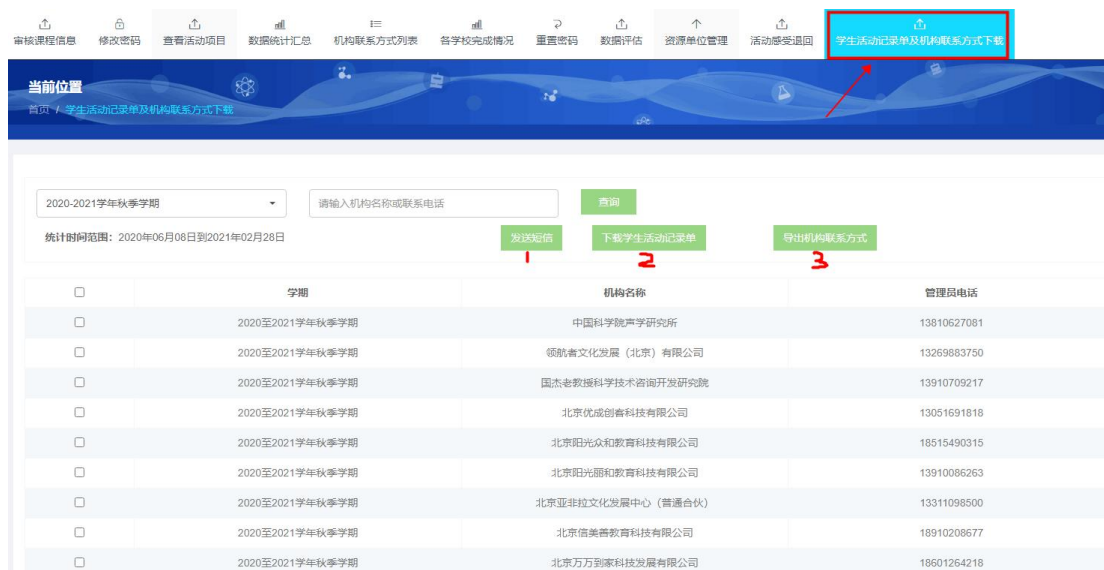 审核课程信息 修改密码 查看活动项目 数据统计汇总 机构联系方式列表 各学校完成情况 重置密码 数据评估 资源单位管理 活动感受退回 学生活动记录单及机构联系方式下载
当前位置
首页 / 学生活动记录单及机构联系方式下载
2020-2021学年秋季学期 请输入机构名称或联系电话 查询
统计时间范围：2020年06月08日到2021年02月28日 发送短信 下载学生活动记录单 导出机构联系方式
1 2 3
学期 机构名称 管理员电话
2020至2021学年秋季学期 中国科学院声学研究所 13810627081
2020至2021学年秋季学期 领航者文化发展（北京）有限公司 13269883750
2020至2021学年秋季学期 国杰老教授科学技术咨询开发研究院 13910709217
2020至2021学年秋季学期 北京优成创客科技有限公司 13051691818
2020至2021学年秋季学期 北京阳光众和教育科技有限公司 18515490315
2020至2021学年秋季学期 北京阳光丽和教育科技有限公司 13910086263
2020至2021学年秋季学期 北京亚非拉文化发展中心（普通合伙） 13311098500
2020至2021学年秋季学期 北京信美善教育科技有限公司 18910208677
2020至2021学年秋季学期 北京万万到家科技发展有限公司 18601264218